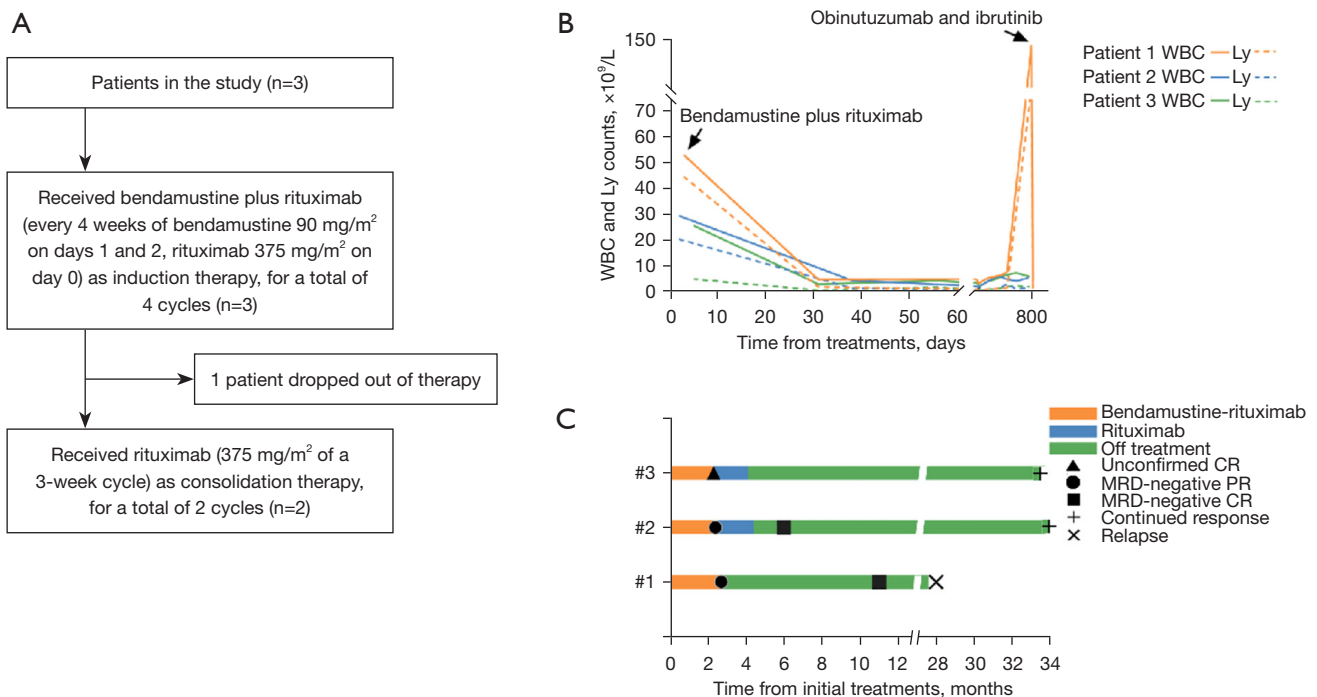 A
Patients in the study (n=3)
Received bendamustine plus rituximab
(every 4 weeks of bendamustine 90 mg/m²
on days 1 and 2, rituximab 375 mg/m² on
day 0) as induction therapy, for a total of
4 cycles (n=3)
1 patient dropped out of therapy
Received rituximab (375 mg/m² of a
3-week cycle) as consolidation therapy,
for a total of 2 cycles (n=2)
B
Obinutuzumab and ibrutinib
Bendamustine plus rituximab
WBC and Ly counts, ×10⁹/L
150
70
60
50
40
30
20
10
0
0 10 20 30 40 50 60 800
Time from treatments, days
Patient 1 WBC Ly
Patient 2 WBC Ly
Patient 3 WBC Ly
C
Bendamustine-rituximab
Rituximab
Off treatment
Unconfirmed CR
MRD-negative PR
MRD-negative CR
Continued response
Relapse
#3
#2
#1
0 2 4 6 8 10 12 28 30 32 34
Time from initial treatments, months